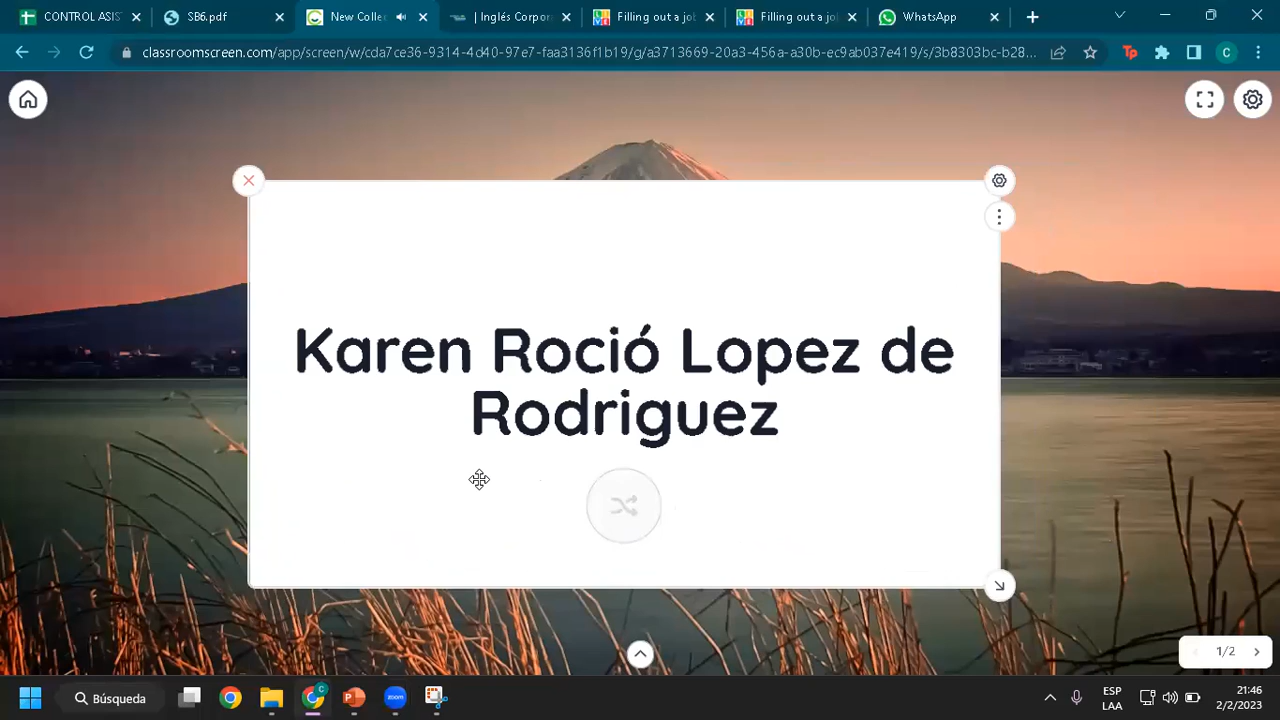 CONTROL ASIS
SB6.pdf
New Colle
| Inglés Corpor
Filling out a jo
Filling out a jo
WhatsApp
classroomscreen.com/app/screen/w/cda7ce36-9314-4d40-97e7-faa3136f1b19/g/a3713669-20a3-456a-a30b-ec9ab037e419/s/3b8303bc-b28...
Tp
C
Karen Roció Lopez de
Rodriguez
1/2
Búsqueda
C
zoom
ESP
LAA
21:46
2/2/2023